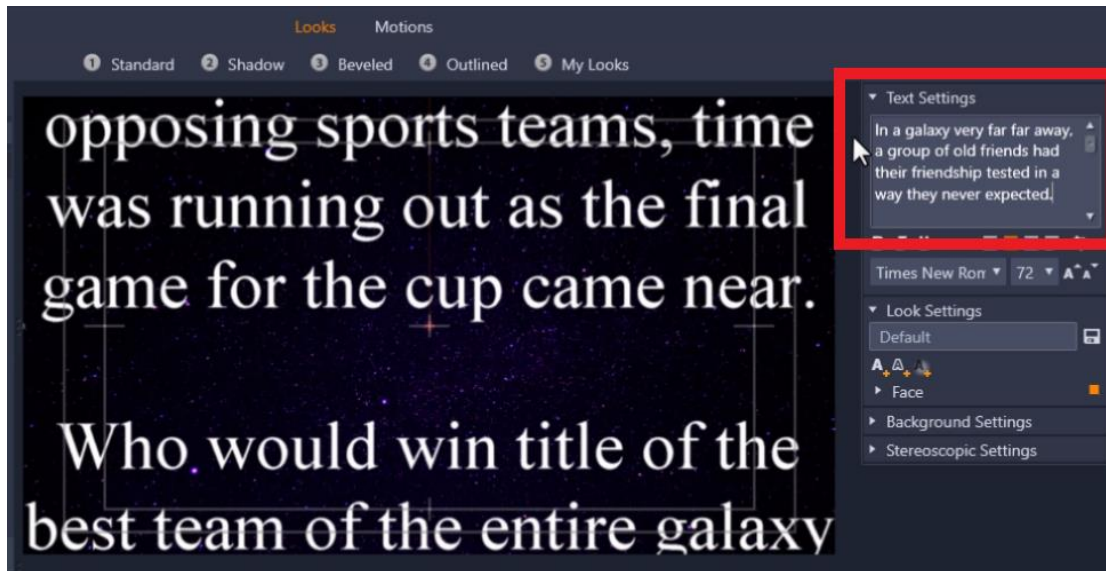 Looks Motions
1 Standard 2 Shadow 3 Beveled 4 Outlined 5 My Looks
opposing sports teams, time
was running out as the final
game for the cup came near.
Who would win title of the
best team of the entire galaxy
Text Settings
In a galaxy very far far away,
a group of old friends had
their friendship tested in a
way they never expected.
Times New Ron 72 A A
Look Settings
Default
A A
Face
Background Settings
Stereoscopic Settings